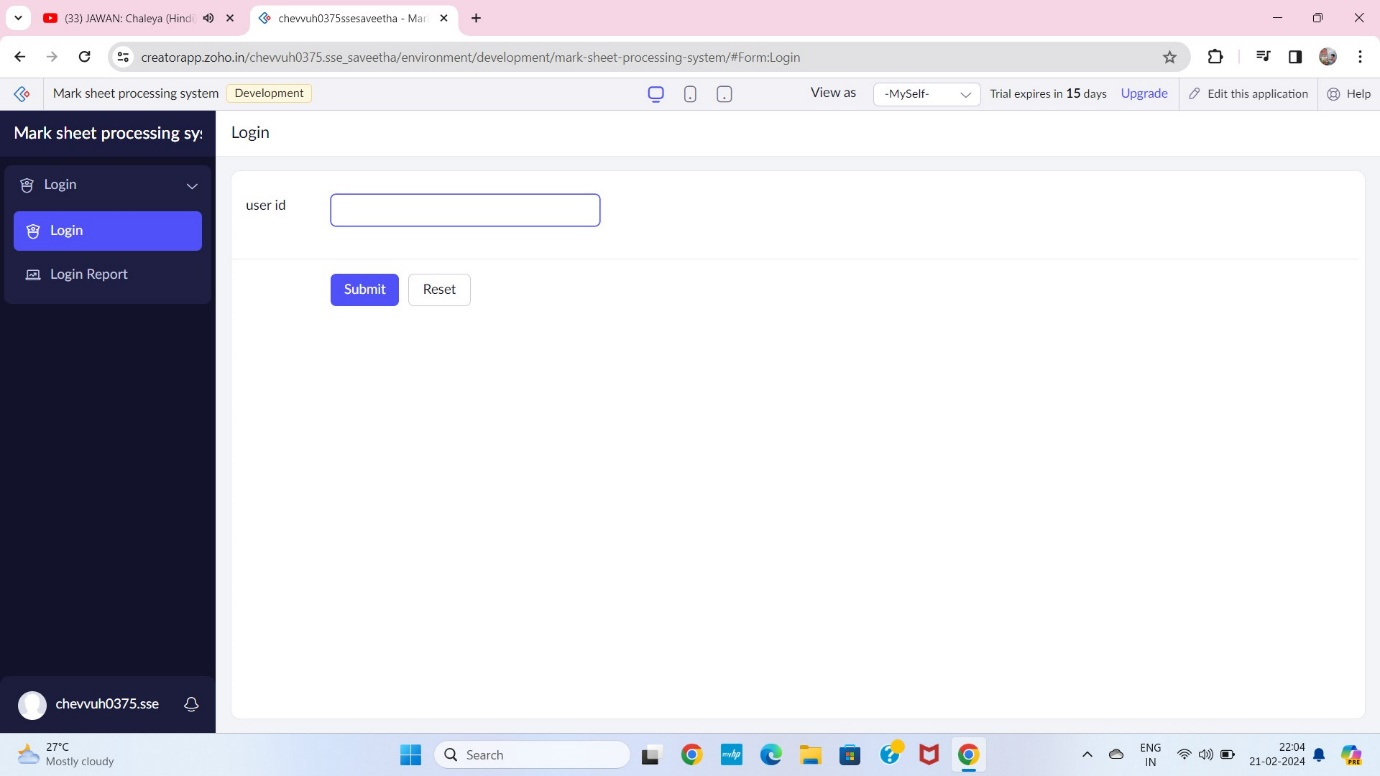 (33) JAWAN: Chaleya (Hindi
chevvuh0375ssesaveetha - Mar
creatorapp.zoho.in/chevvuh0375.sse_saveetha/environment/development/mark-sheet-processing-system/#Form:Login
Mark sheet processing system Development View as -MySelf- Trial expires in 15 days Upgrade Edit this application Help
Mark sheet processing sys
Login
Login
user id
Login
Login Report
Submit Reset
chevvuh0375.sse
27°C
Mostly cloudy
Search
myhp
ENG
IN
22:04
21-02-2024
PRE